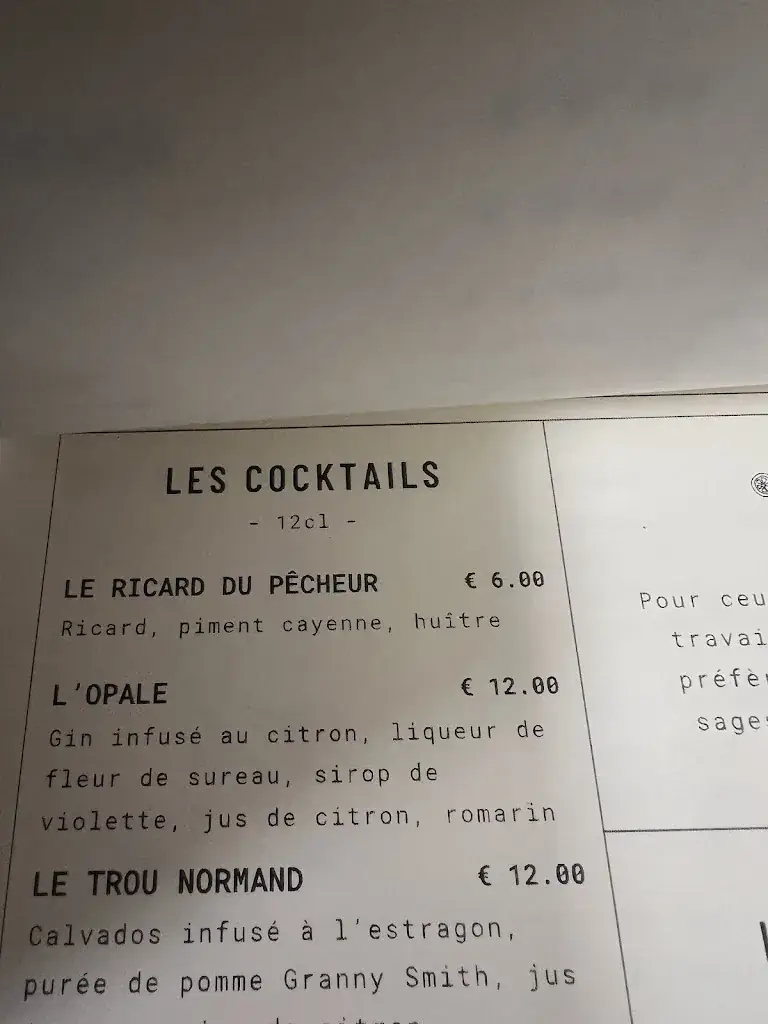 LES COCKTAILS
- 12cl -
LE RICARD DU PÊCHEUR € 6.00
Ricard, piment cayenne, huître
L'OPALE € 12.00
Gin infusé au citron, liqueur de
fleur de sureau, sirop de
violette, jus de citron, romarin
LE TROU NORMAND € 12.00
Calvados infusé à l'estragon,
purée de pomme Granny Smith, jus
Pour ceu
travai
préfè
sage